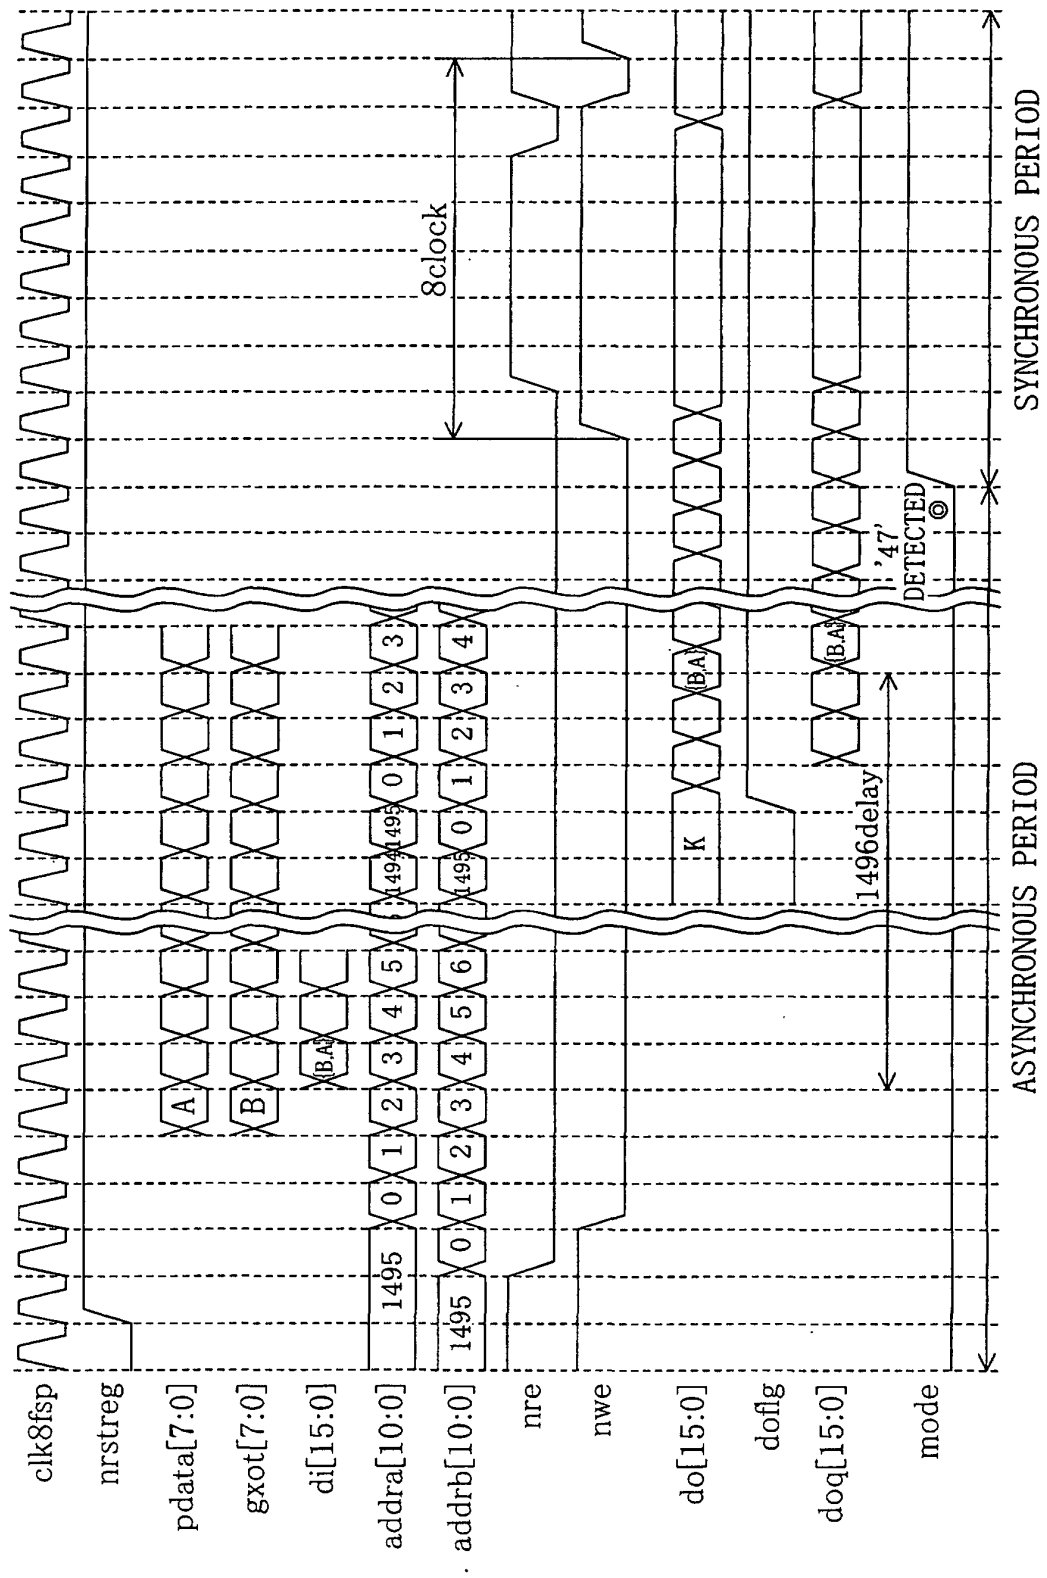 clk8fsp
nrstreg
pdata[7:0] A
gxot[7:0] B
di[15:0] {B.A}
addra[10:0] 1495 0 1 2 3 4 5 1494 1495 0 1 2 3
addrb[10:0] 1495 0 1 2 3 4 5 6 1495 0 1 2 3 4
nre
8clock
nwe
do[15:0] K {B.A}
doflg
doq[15:0] {B.A}
1496delay
'47'
DETECTED
◎
mode
ASYNCHRONOUS PERIOD SYNCHRONOUS PERIOD